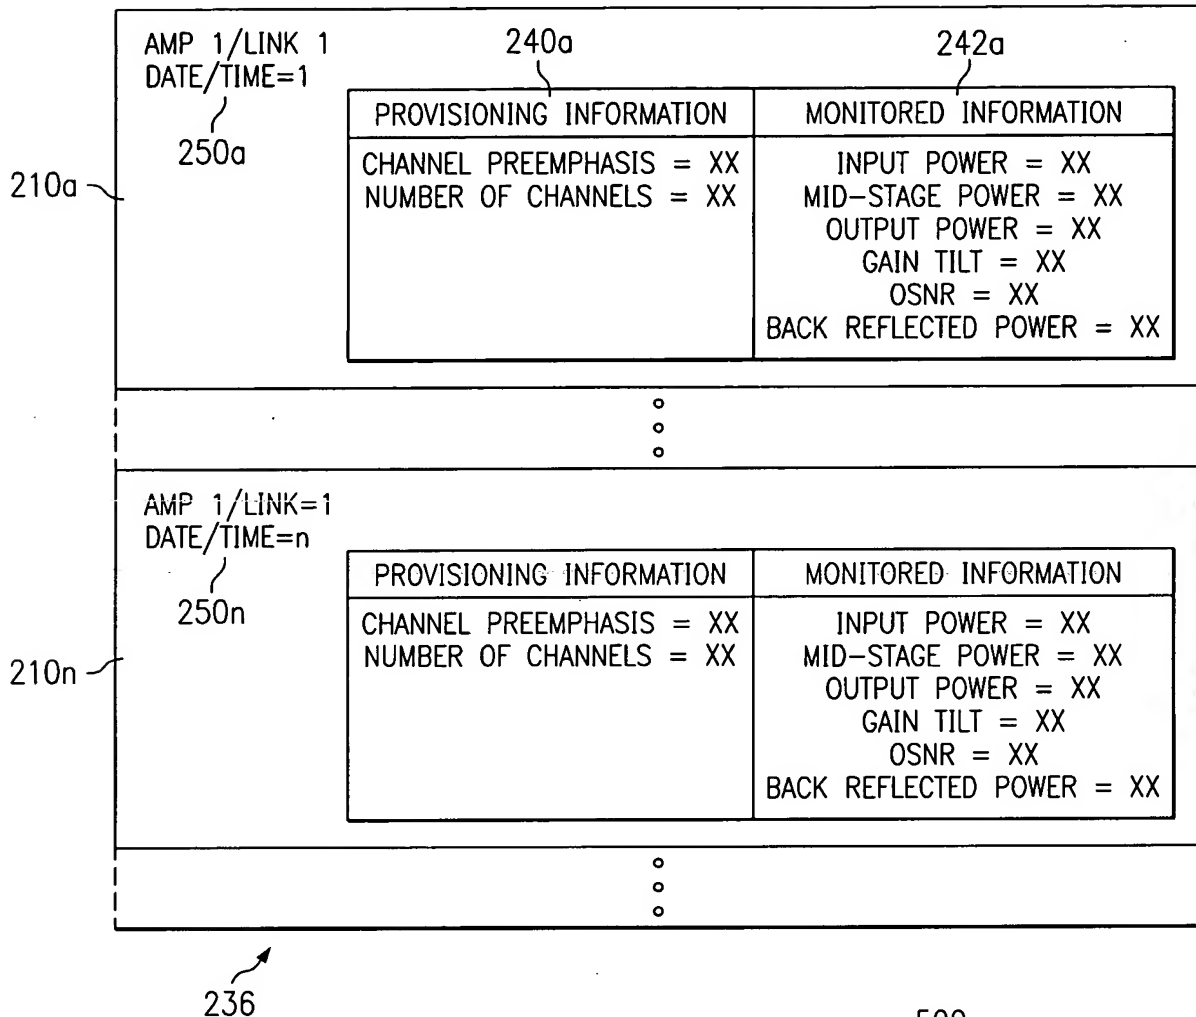 AMP 1/LINK 1
DATE/TIME=1
250a
240a
242a
210a
PROVISIONING INFORMATION
MONITORED INFORMATION
CHANNEL PREEMPHASIS = XX
NUMBER OF CHANNELS = XX
INPUT POWER = XX
MID-STAGE POWER = XX
OUTPUT POWER = XX
GAIN TILT = XX
OSNR = XX
BACK REFLECTED POWER = XX
AMP 1/LINK=1
DATE/TIME=n
250n
210n
PROVISIONING INFORMATION
MONITORED INFORMATION
CHANNEL PREEMPHASIS = XX
NUMBER OF CHANNELS = XX
INPUT POWER = XX
MID-STAGE POWER = XX
OUTPUT POWER = XX
GAIN TILT = XX
OSNR = XX
BACK REFLECTED POWER = XX
236